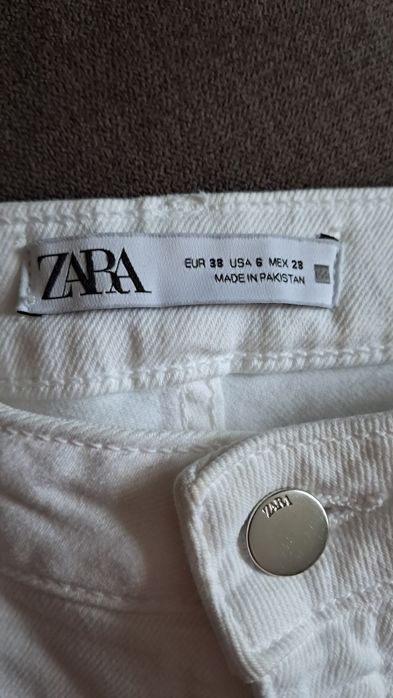 ZARA
EUR 38 USA 6 MEX 28
MADE IN PAKISTAN
ZARA